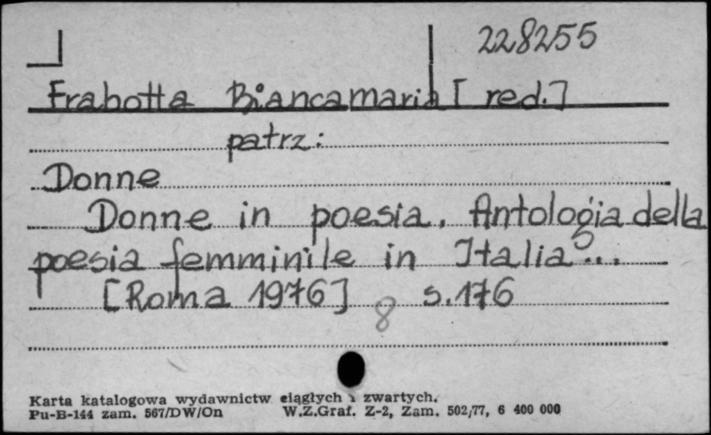 228255
Frabotta Biancamaria [ red. ]
patrz:
Donne
Donne in poesia. Antologia della
poesia femminile in Italia...
[Roma 1976] s. 176
8
Karta katalogowa wydawnictw ciągłych i zwartych.
Pu-B-144 zam. 567/DW/On W.Z.Graf. Z-2, Zam. 502/77, 6 400 000